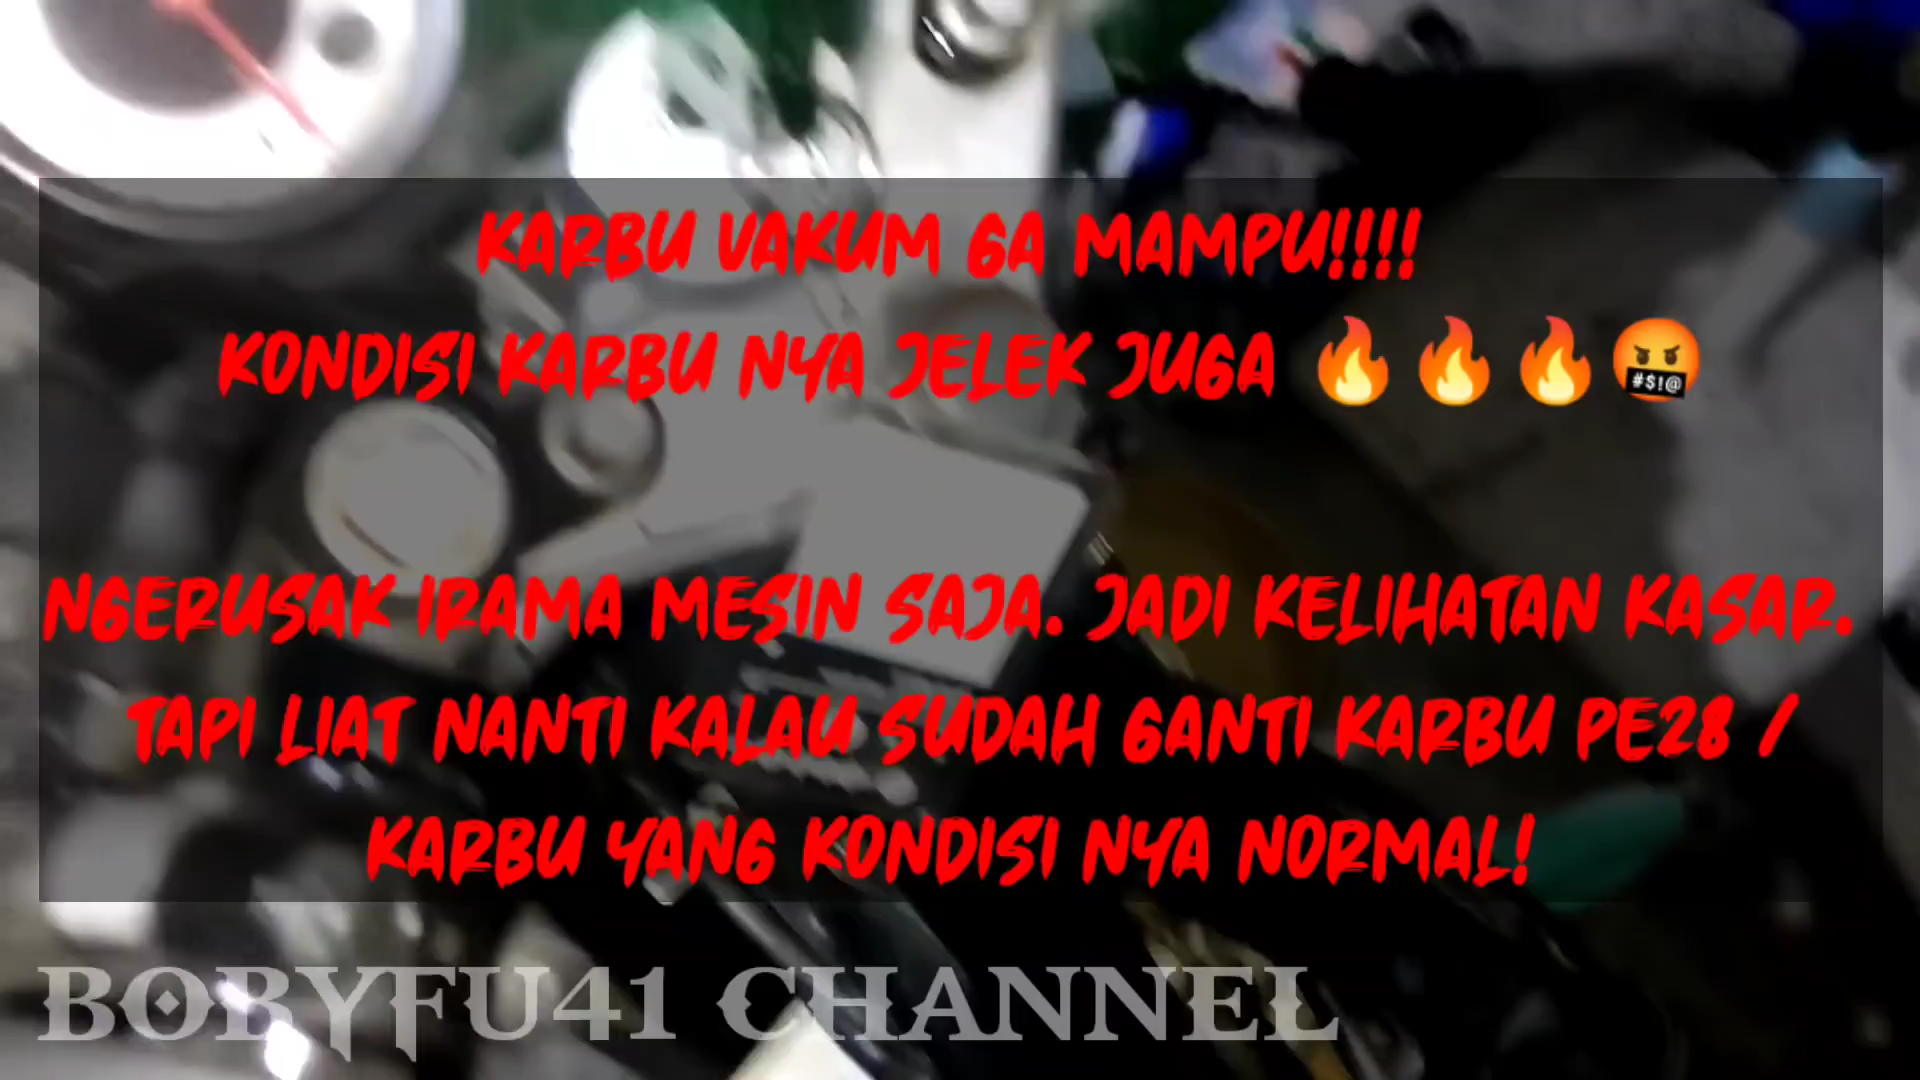 KARBU VAKUM GA MAMPU!!!!
KONDISI KARBU NYA JELEK JUGA 🔥🔥🔥🤬
NGERUSAK IRAMA MESIN SAJA. JADI KELIHATAN KASAR.
TAPI LIAT NANTI KALAU SUDAH GANTI KARBU PE28 /
KARBU YANG KONDISI NYA NORMAL!
BOBYFU41 CHANNEL